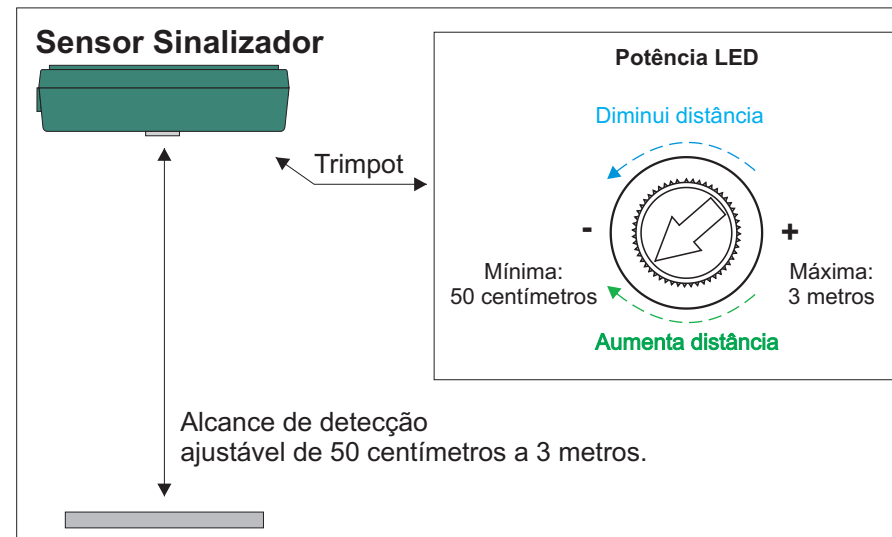 Sensor Sinalizador
Potência LED
Diminui distância
Trimpot
- +
Mínima:
50 centímetros
Máxima:
3 metros
Aumenta distância
Alcance de detecção
ajustável de 50 centímetros a 3 metros.